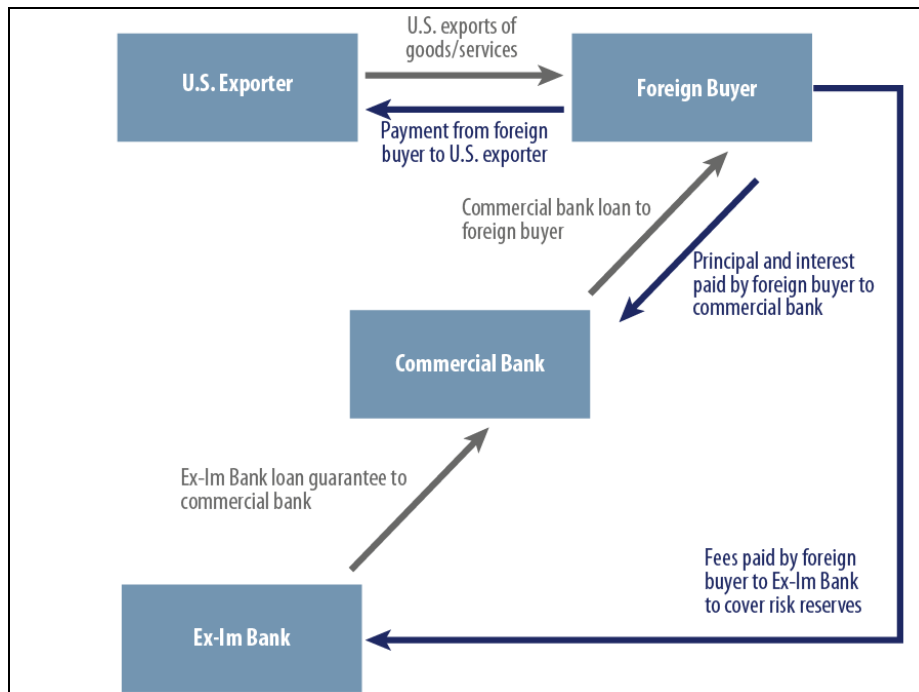 U.S. exports of
goods/services
U.S. Exporter
Foreign Buyer
Payment from foreign
buyer to U.S. exporter
Commercial bank loan to
foreign buyer
Principal and interest
paid by foreign buyer to
commercial bank
Commercial Bank
Ex-Im Bank loan guarantee to
commercial bank
Fees paid by foreign
buyer to Ex-Im Bank
to cover risk reserves
Ex-Im Bank